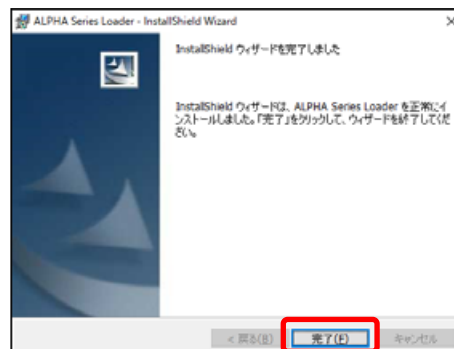 ALPHA Series Loader - InstallShield Wizard
InstallShield ウィザードを完了しました
InstallShield ウィザードは、ALPHA Series Loader を正常にイ
ンストールしました。「完了」をクリックして、ウィザードを終了してくだ
さい。
< 戻る(B)
完了(F)
キャンセル